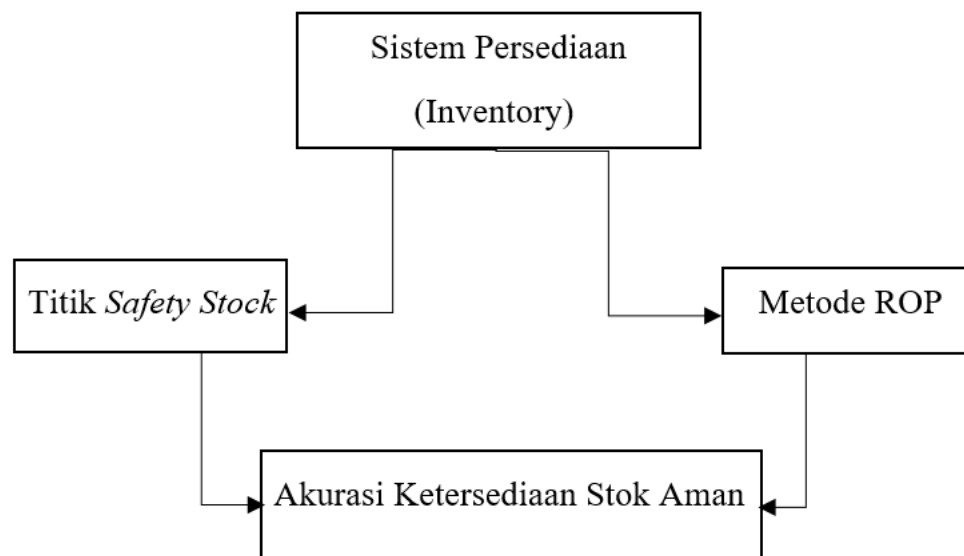 Sistem Persediaan
(Inventory)
Titik Safety Stock
Metode ROP
Akurasi Ketersediaan Stok Aman